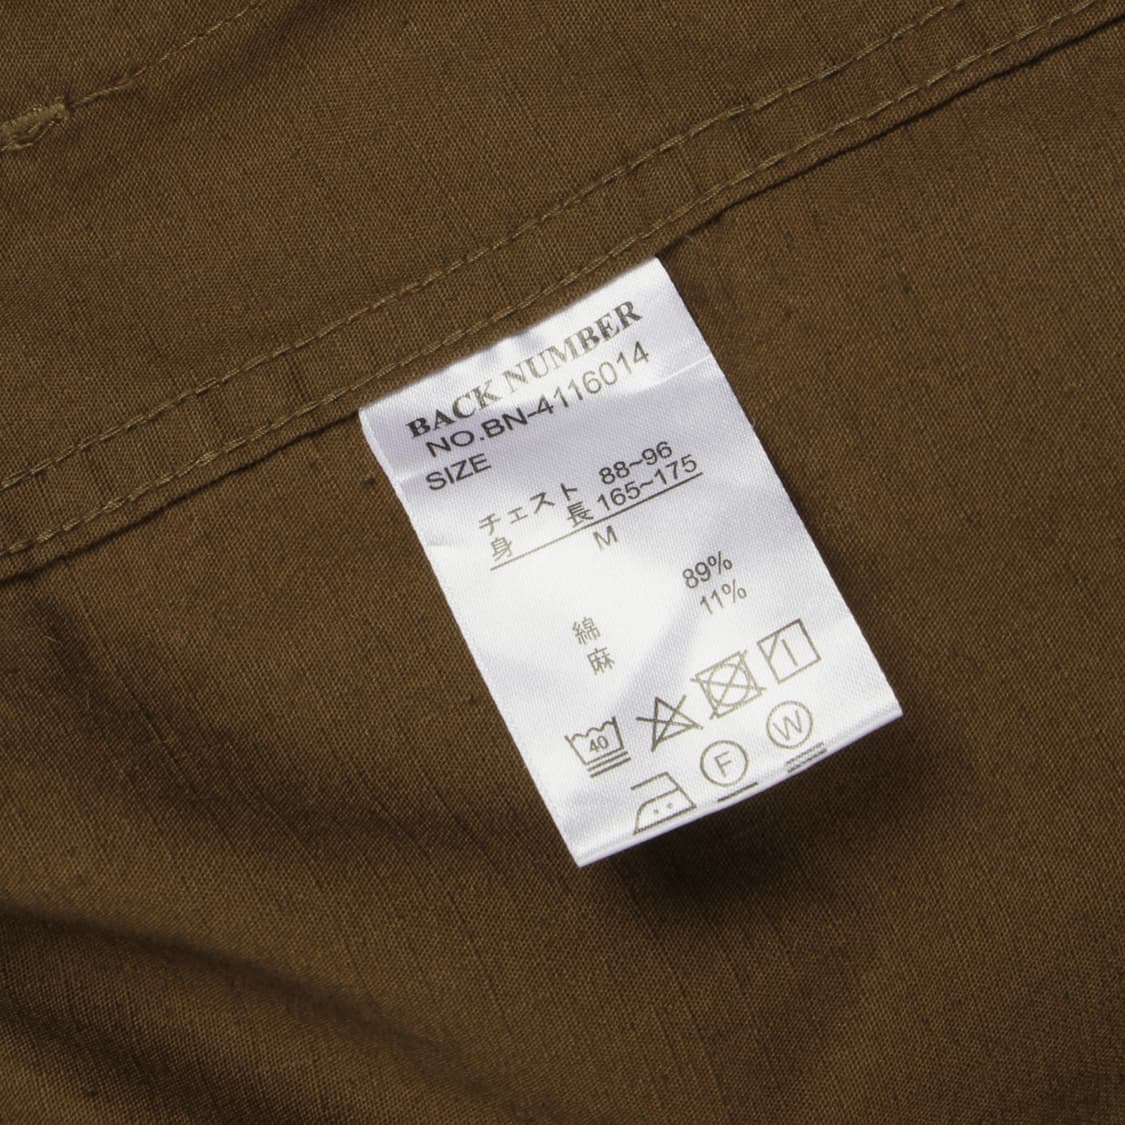 BACK NUMBER
NO.BN-4116014
SIZE
チェスト 88~96
身 長 165~175
M
綿 89%
麻 11%
40
F
W